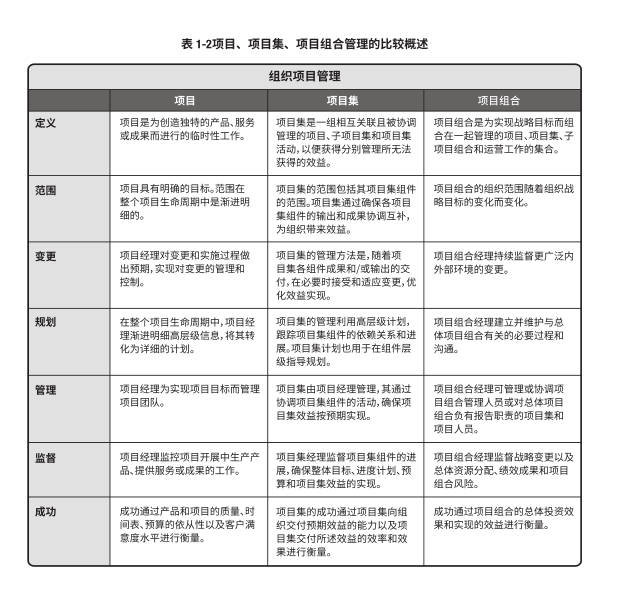 表 1-2项目、项目集、项目组合管理的比较概述
组织项目管理
项目
项目集
项目组合
定义
项目是为创造独特的产品、服务
或成果而进行的临时性工作。
项目集是一组相互关联且被协调
管理的项目、子项目集和项目集
活动，以便获得分别管理所无法
获得的效益。
项目组合是为实现战略目标而组
合在一起管理的项目、项目集、子
项目组合和运营工作的集合。
范围
项目具有明确的目标。范围在
整个项目生命周期中是渐进明
细的。
项目集的范围包括其项目集组件
的范围。项目集通过确保各项目
集组件的输出和成果协调互补，
为组织带来效益。
项目组合的组织范围随着组织战
略目标的变化而变化。
变更
项目经理对变更和实施过程做
出预期，实现对变更的管理和
控制。
项目集的管理方法是，随着项
目集各组件成果和/或输出的交
付，在必要时接受和适应变更，优
化效益实现。
项目组合经理持续监督更广泛内
外部环境的变更。
规划
在整个项目生命周期中，项目经
理渐进明细高层级信息，将其转
化为详细的计划。
项目集的管理利用高层级计划，
跟踪项目集组件的依赖关系和进
展。项目集计划也用于在组件层
级指导规划。
项目组合经理建立并维护与总
体项目组合有关的必要过程和
沟通。
管理
项目经理为实现项目目标而管理
项目团队。
项目集由项目经理管理，其通过
协调项目集组件的活动，确保项
目集效益按预期实现。
项目组合经理可管理或协调项
目组合管理人员或对总体项目
组合负有报告职责的项目集和
项目人员。
监督
项目经理监控项目开展中生产产
品、提供服务或成果的工作。
项目集经理监督项目集组件的进
展，确保整体目标、进度计划、预
算和项目集效益的实现。
项目组合经理监督战略变更以及
总体资源分配、绩效成果和项目
组合风险。
成功
成功通过产品和项目的质量、时
间表、预算的依从性以及客户满
意度水平进行衡量。
项目集的成功通过项目集向组
织交付预期效益的能力以及项
目集交付所述效益的效率和效
果进行衡量。
成功通过项目组合的总体投资效
果和实现的效益进行衡量。